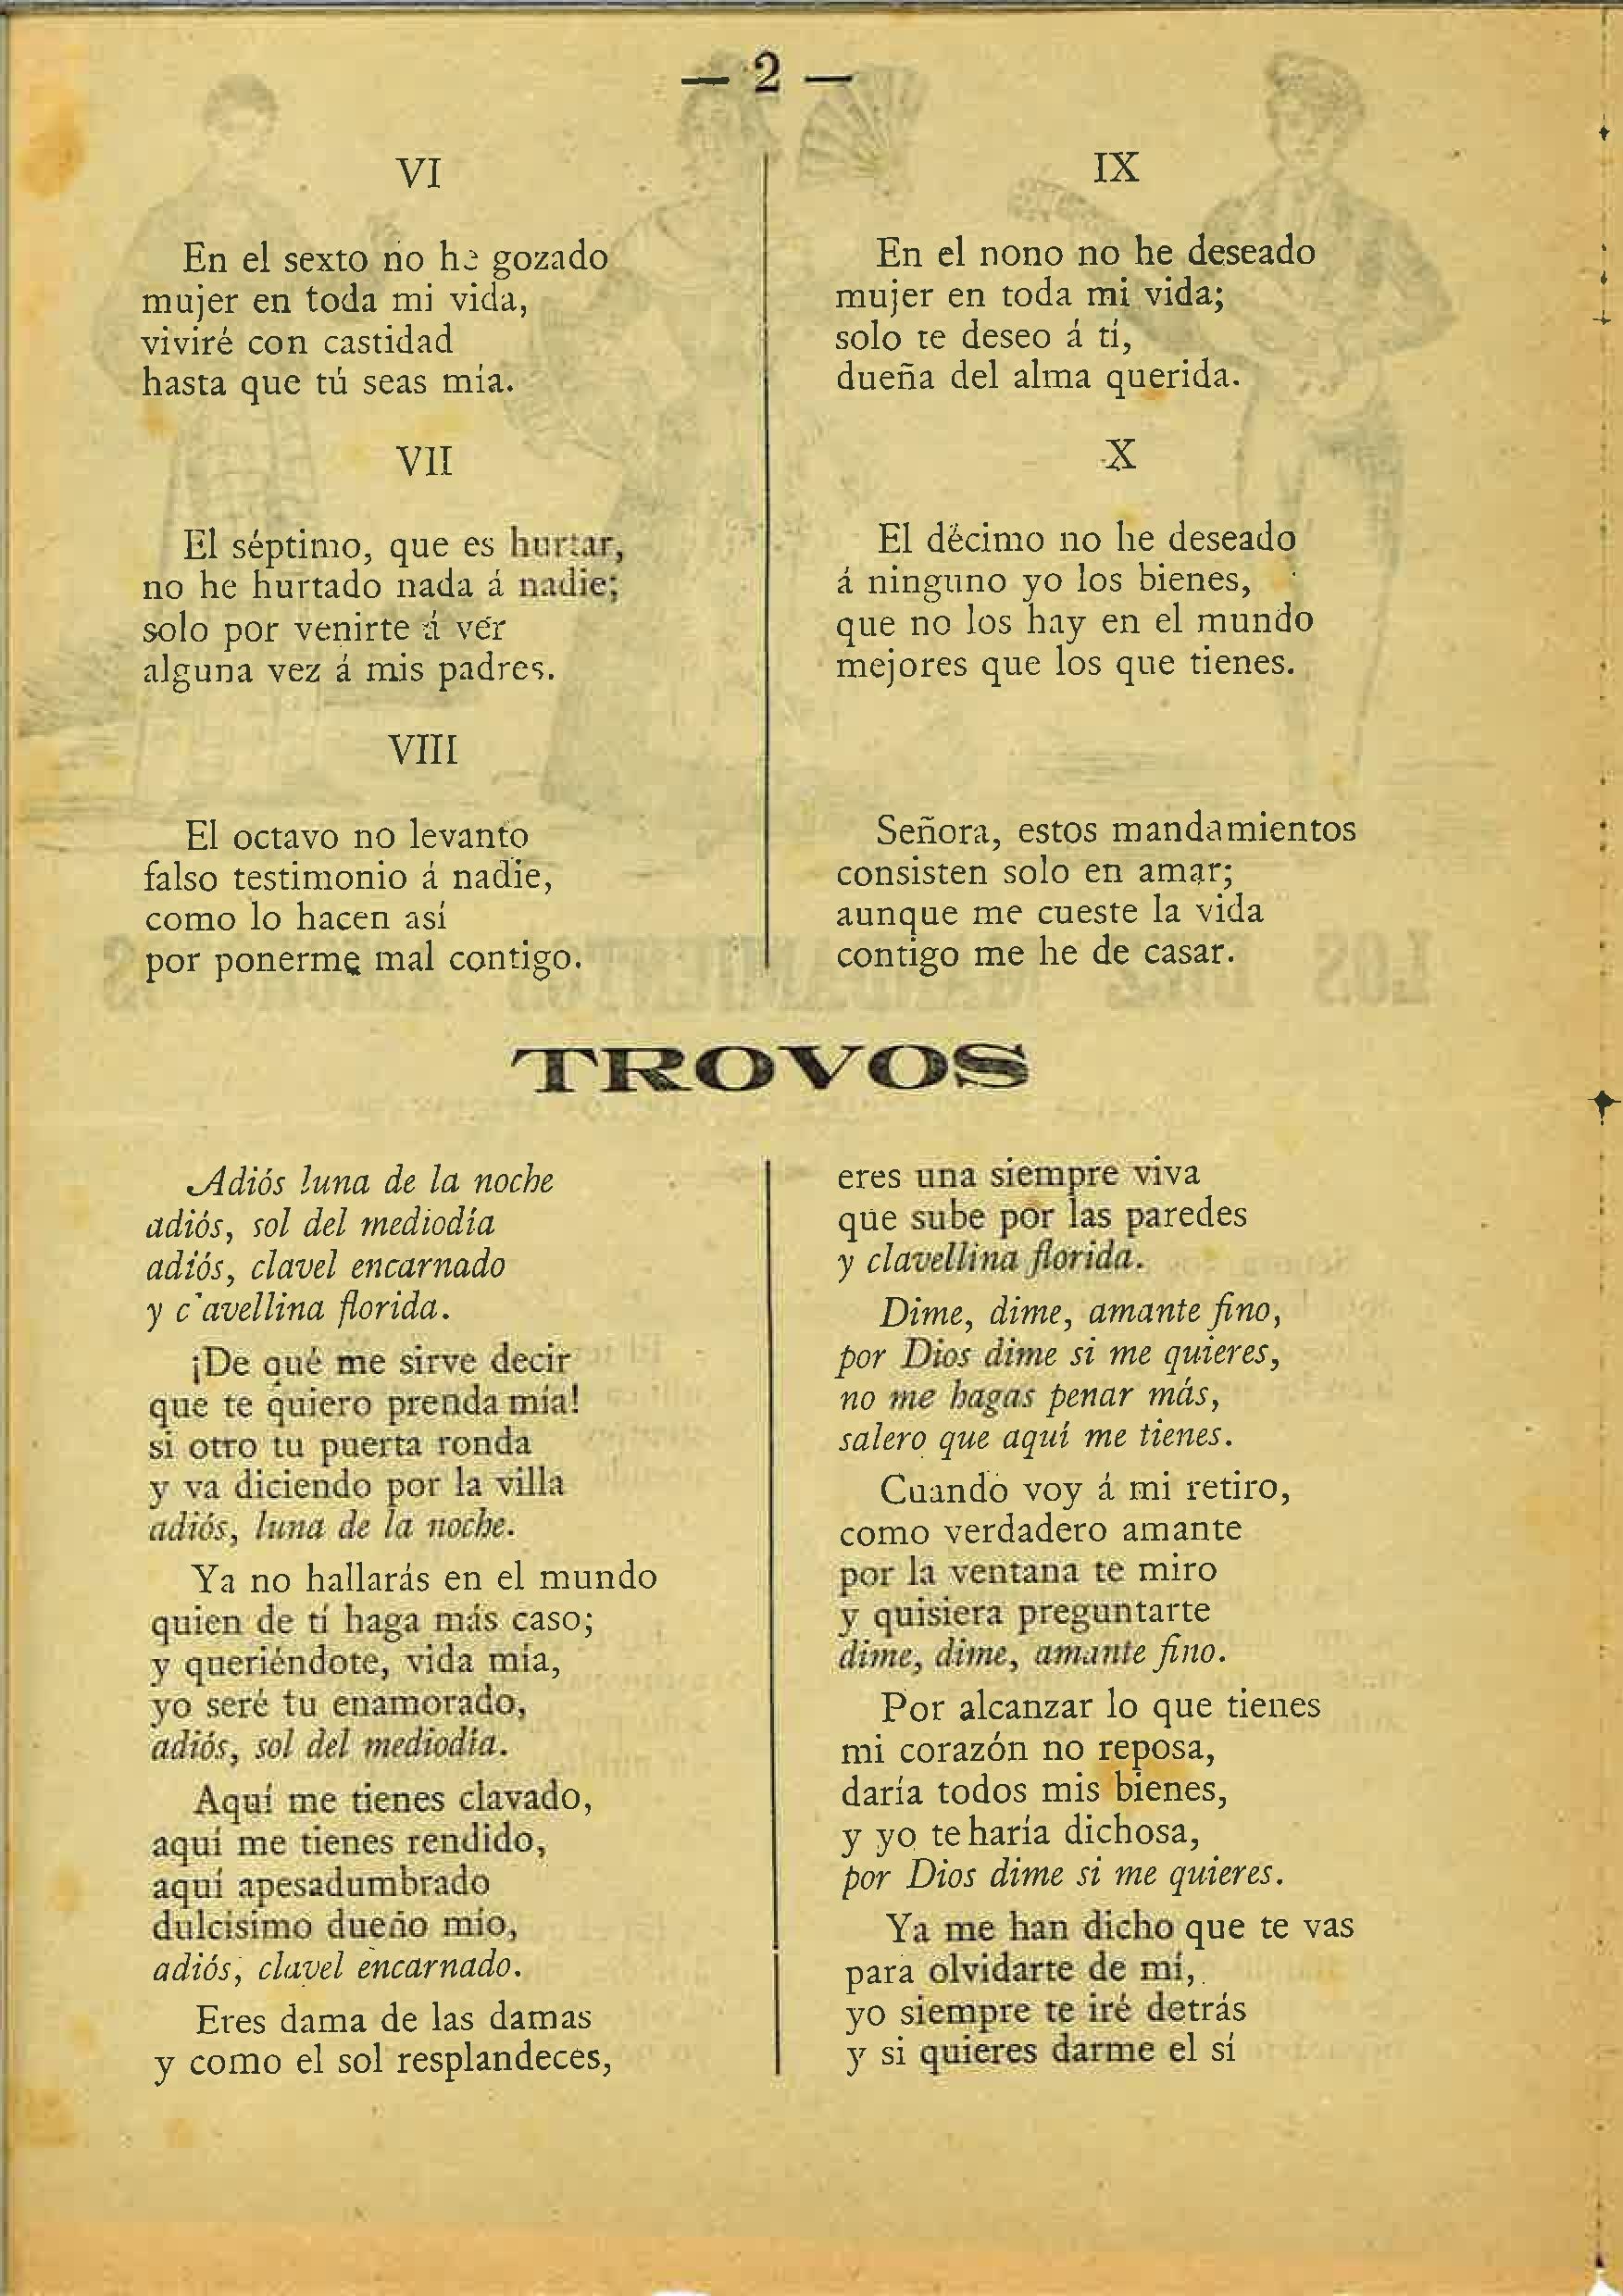 — 2 —
VI
En el sexto no he gozado
mujer en toda mi vida,
viviré con castidad
hasta que tú seas mía.
VII
El séptimo, que es hurtar,
no he hurtado nada á nadie;
solo por venirte á ver
alguna vez á mis padres.
VIII
El octavo no levanto
falso testimonio á nadie,
como lo hacen así
por ponerme mal contigo.
IX
En el nono no he deseado
mujer en toda mi vida;
solo te deseo á tí,
dueña del alma querida.
X
El décimo no he deseado
á ninguno yo los bienes,
que no los hay en el mundo
mejores que los que tienes.
Señora, estos mandamientos
consisten solo en amar;
aunque me cueste la vida
contigo me he de casar.
TROVOS
Adiós luna de la noche
adiós, sol del mediodía
adiós, clavel encarnado
y c'avellina florida.
¡De qué me sirve decir
que te quiero prenda mía!
si otro tu puerta ronda
y va diciendo por la villa
adiós, luna de la noche.
Ya no hallarás en el mundo
quien de tí haga más caso;
y queriéndote, vida mía,
yo seré tu enamorado,
adiós, sol del mediodía.
Aquí me tienes clavado,
aquí me tienes rendido,
aquí apesadumbrado
dulcísimo dueño mío,
adiós, clavel encarnado.
Eres dama de las damas
y como el sol resplandeces,
eres una siempre viva
que sube por las paredes
y clavellina florida.
Dime, dime, amante fino,
por Dios dime si me quieres,
no me hagas penar más,
salero que aquí me tienes.
Cuando voy á mi retiro,
como verdadero amante
por la ventana te miro
y quisiera preguntarte
dime, dime, amante fino.
Por alcanzar lo que tienes
mi corazón no reposa,
daría todos mis bienes,
y yo te haría dichosa,
por Dios dime si me quieres.
Ya me han dicho que te vas
para olvidarte de mí,
yo siempre te iré detrás
y si quieres darme el sí